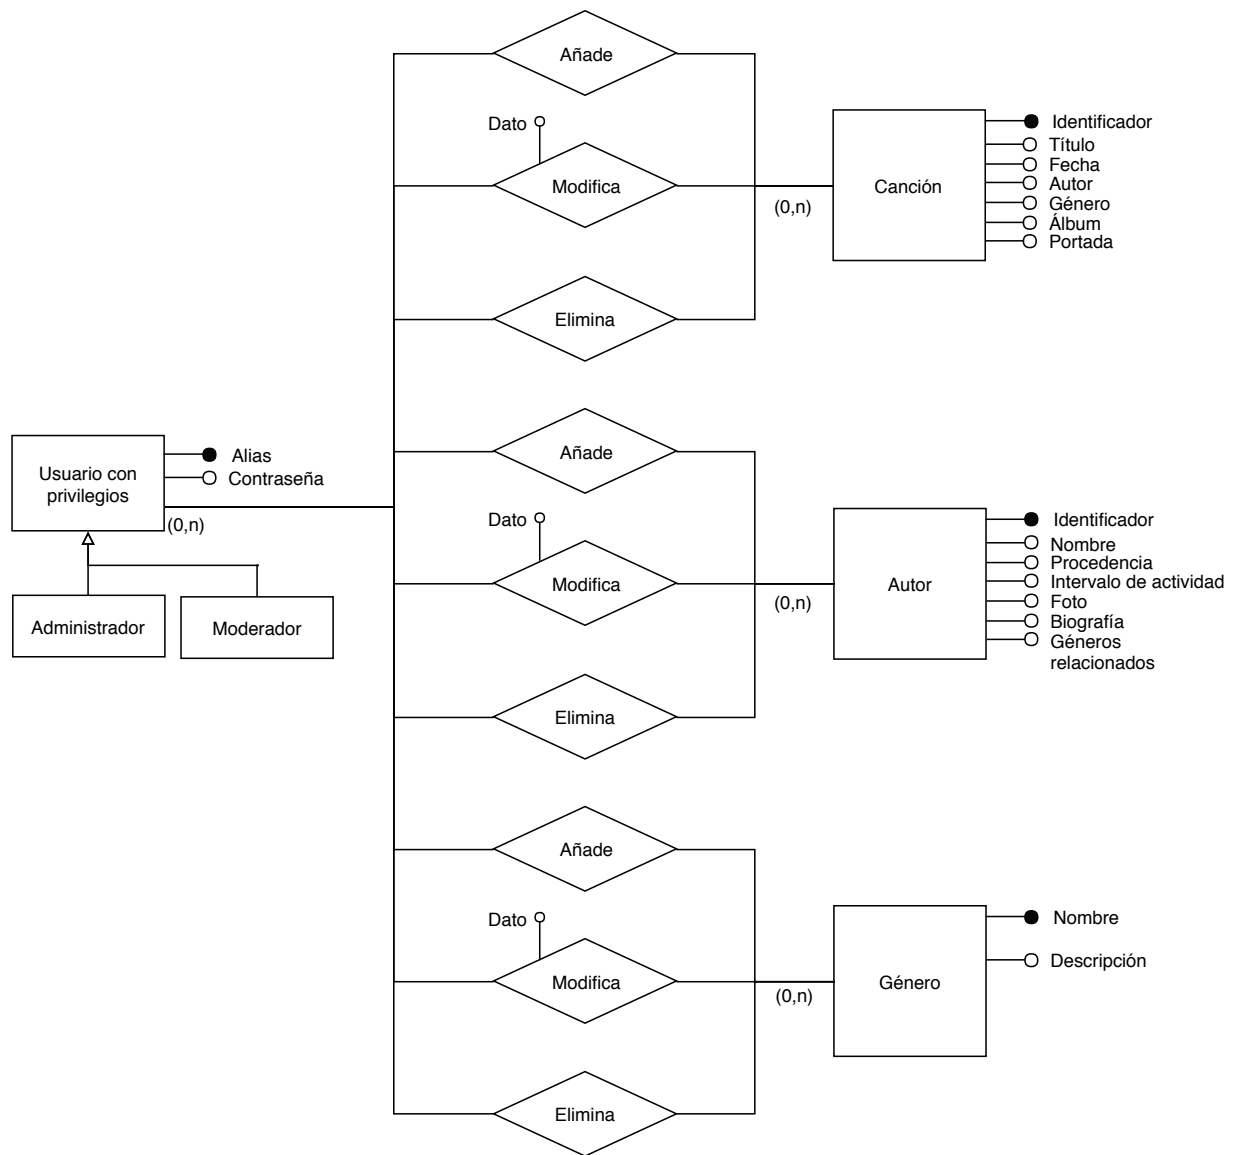 Añade
Dato
Modifica
Elimina
(0,n)
Canción
Identificador
Título
Fecha
Autor
Género
Álbum
Portada
Usuario con
privilegios
Alias
Contraseña
(0,n)
Administrador
Moderador
Añade
Dato
Modifica
Elimina
(0,n)
Autor
Identificador
Nombre
Procedencia
Intervalo de actividad
Foto
Biografía
Géneros
relacionados
Añade
Dato
Modifica
Elimina
(0,n)
Género
Nombre
Descripción